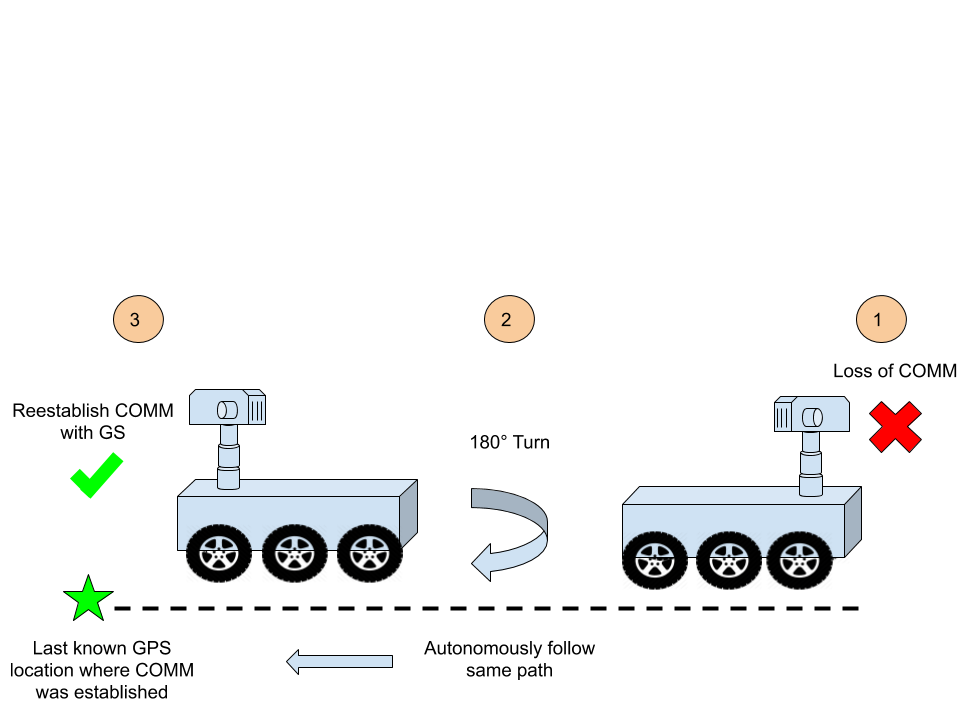 3
2
1
Loss of COMM
Reestablish COMM
with GS
180° Turn
Last known GPS
location where COMM
was established
Autonomously follow
same path